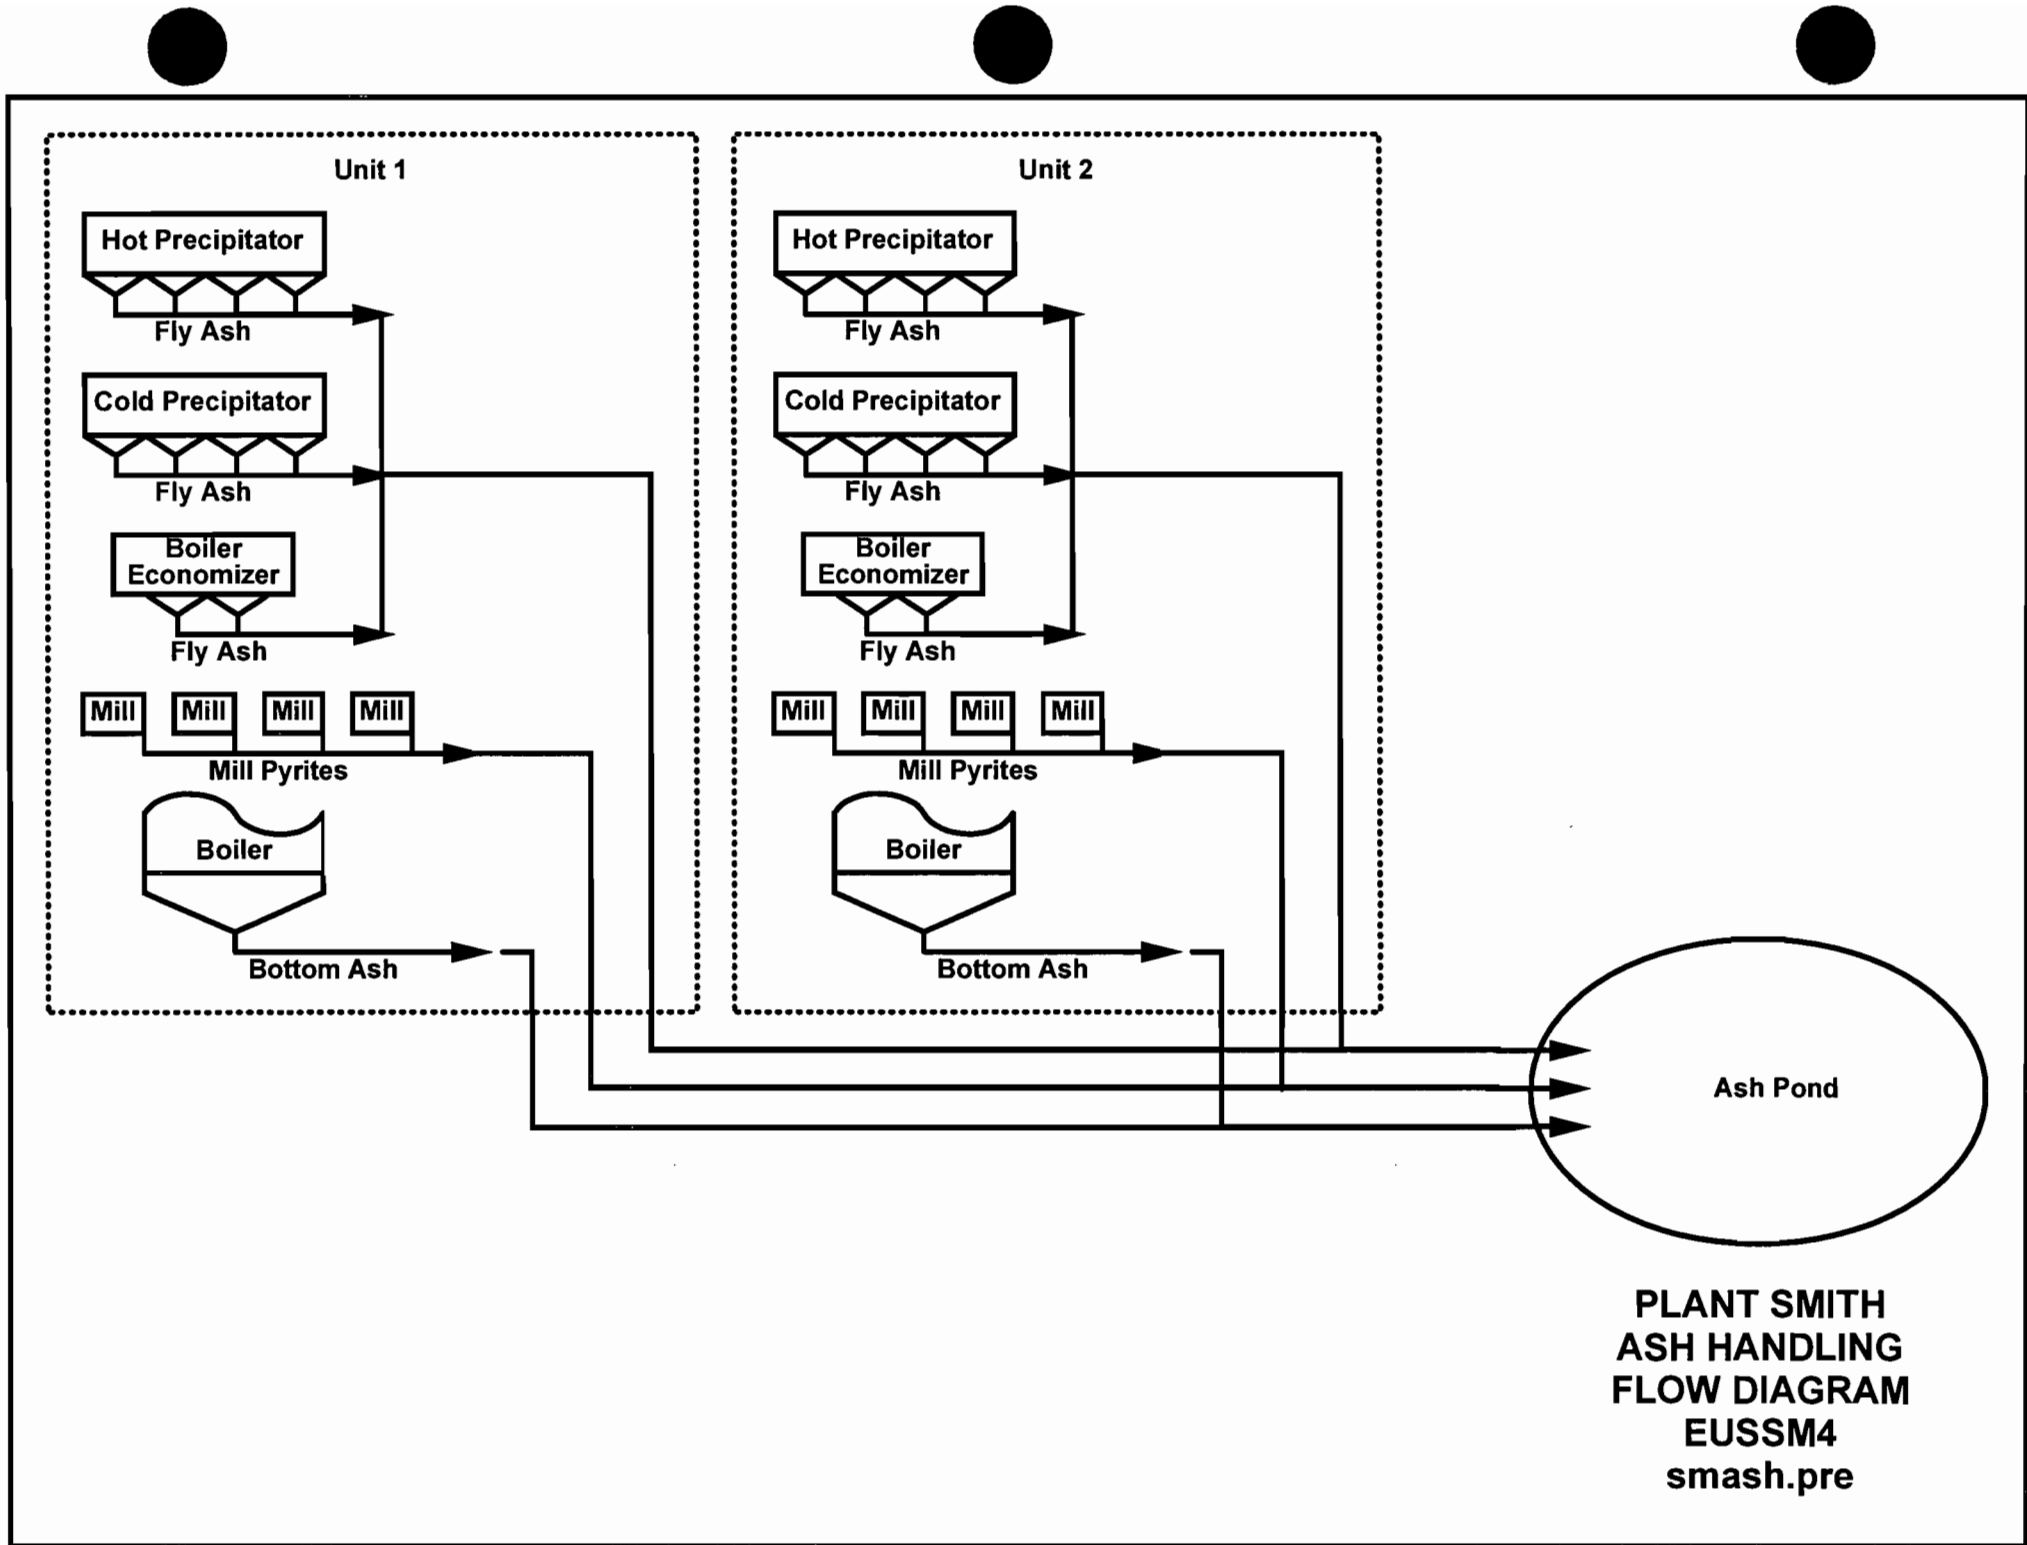 Unit 1
Hot Precipitator
Fly Ash
Cold Precipitator
Fly Ash
Boiler
Economizer
Fly Ash
Mill Mill Mill Mill
Mill Pyrites
Boiler
Bottom Ash
Unit 2
Hot Precipitator
Fly Ash
Cold Precipitator
Fly Ash
Boiler
Economizer
Fly Ash
Mill Mill Mill Mill
Mill Pyrites
Boiler
Bottom Ash
Ash Pond
PLANT SMITH
ASH HANDLING
FLOW DIAGRAM
EUSSM4
smash.pre